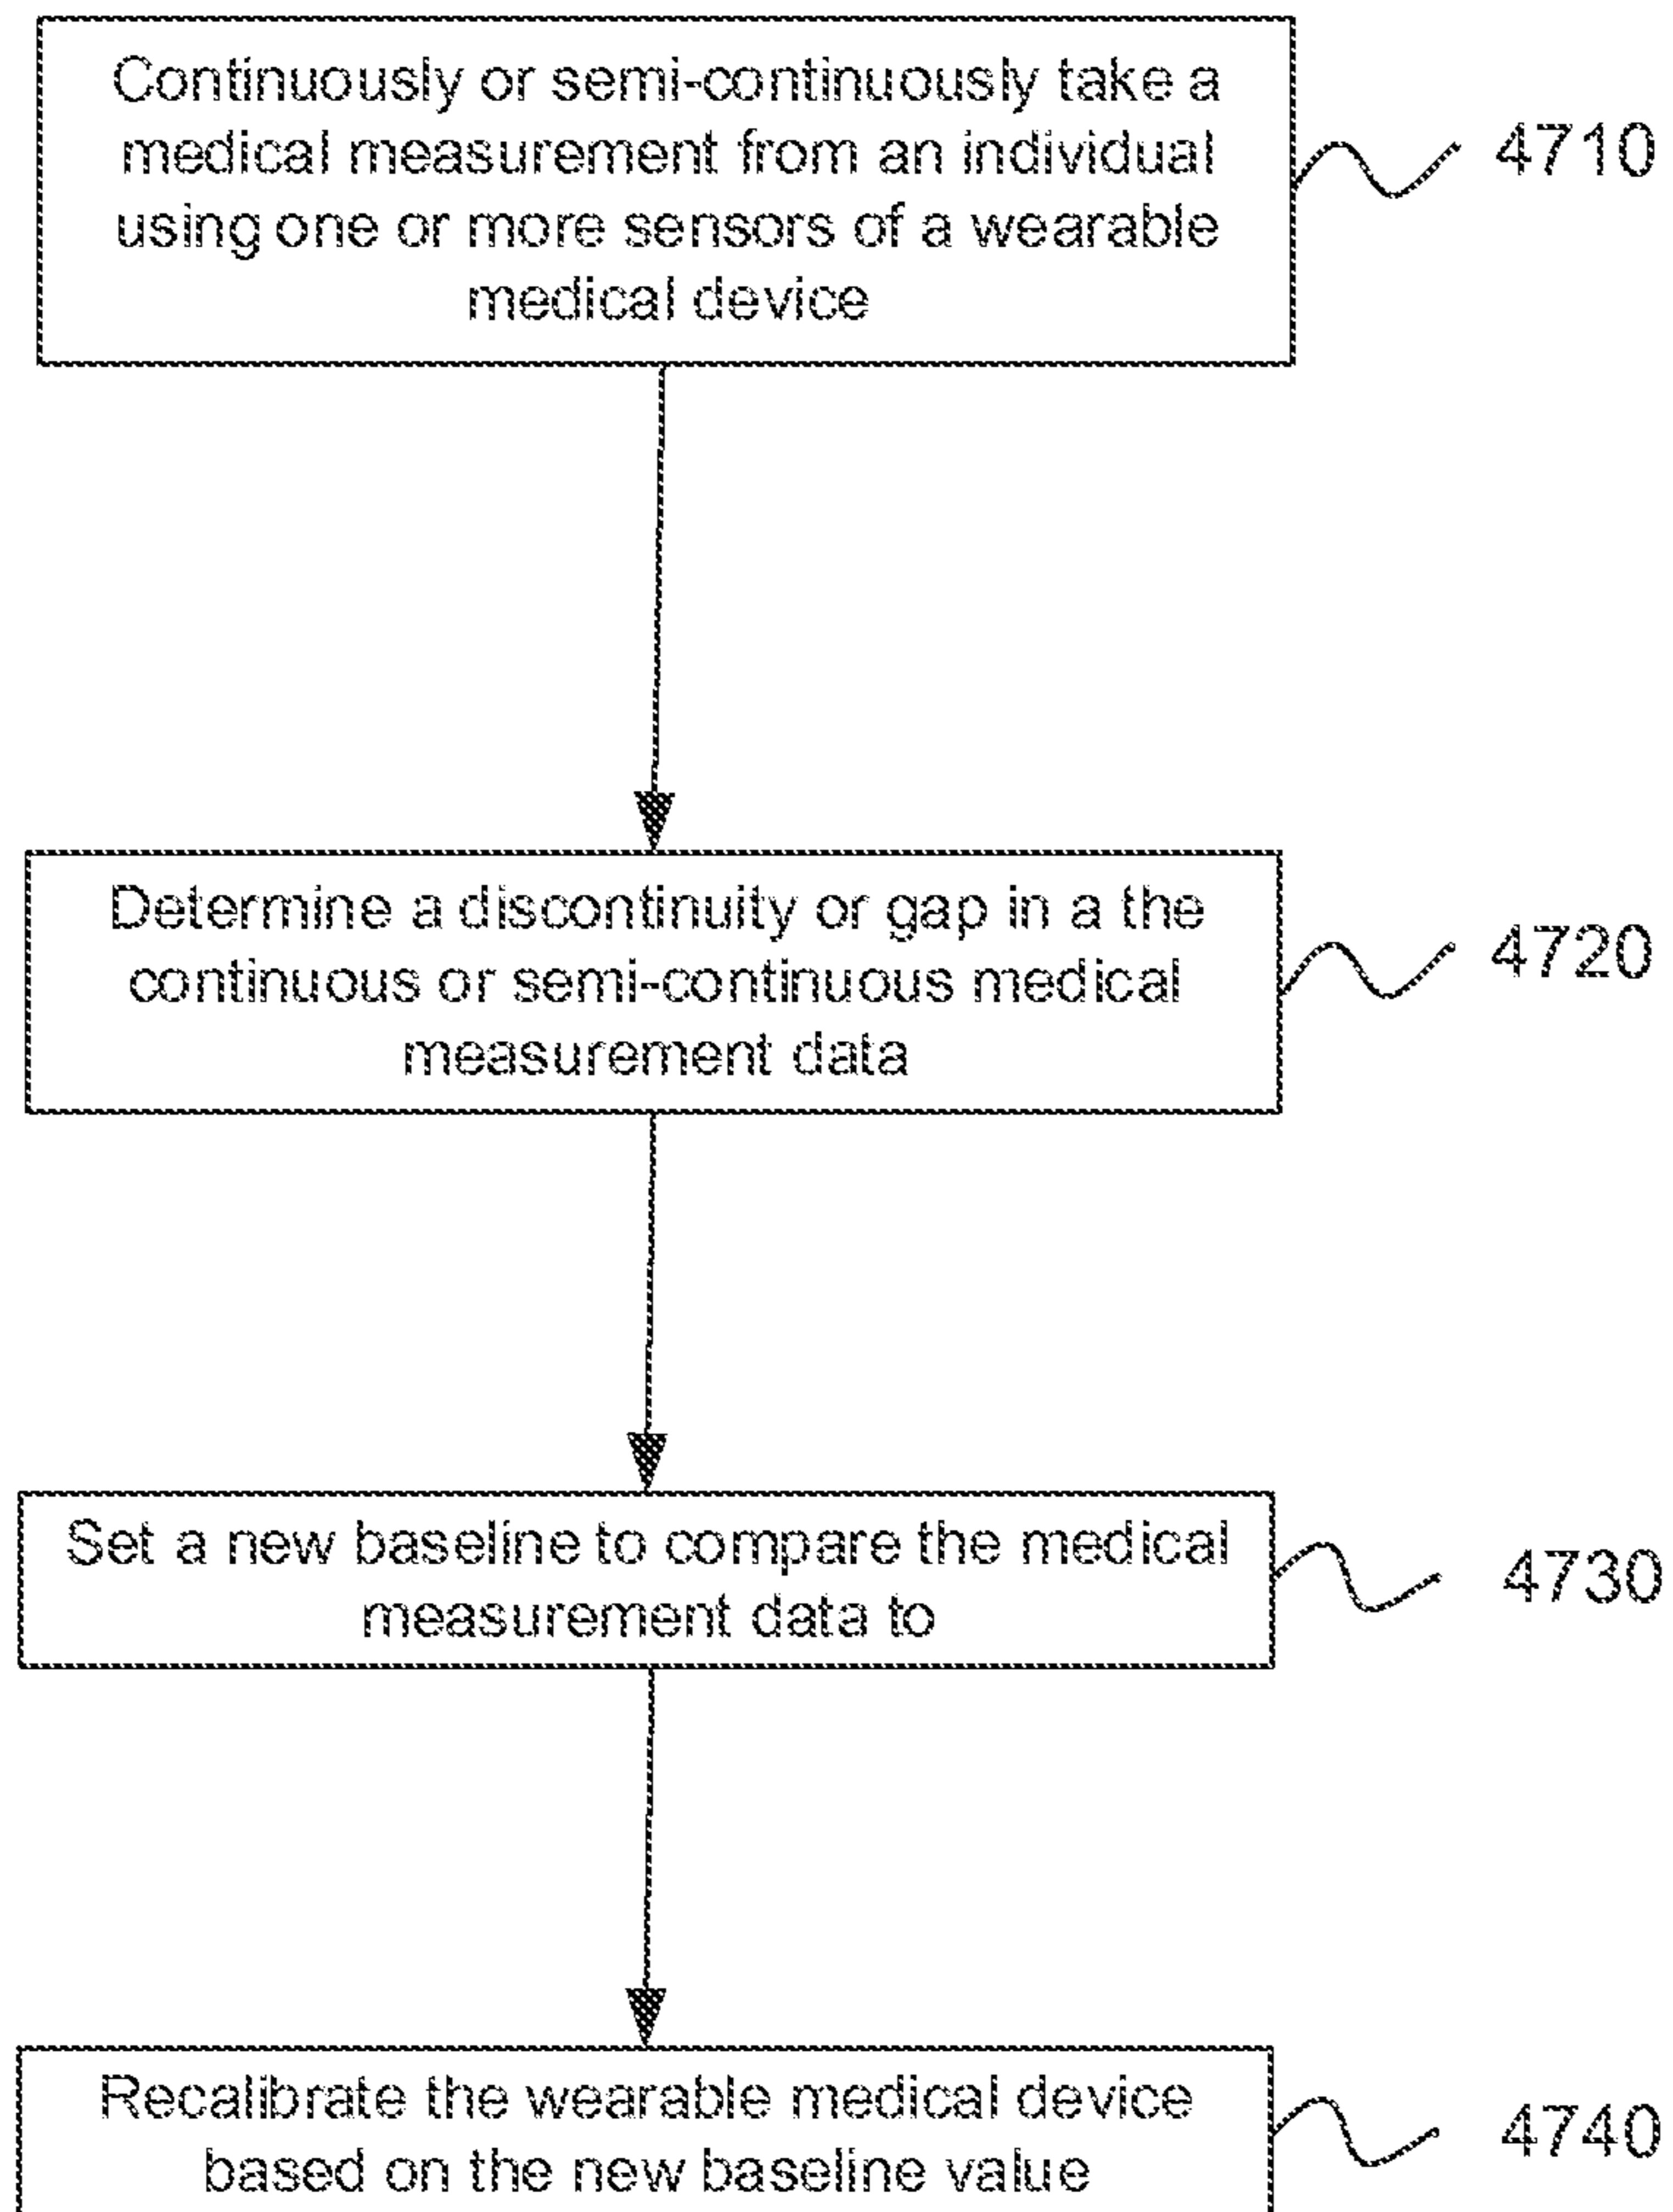 Continuously or semi-continuously take a
medical measurement from an individual
using one or more sensors of a wearable
medical device
4710
Determine a discontinuity or gap in a the
continuous or semi-continuous medical
measurement data
4720
Set a new baseline to compare the medical
measurement data to
4730
Recalibrate the wearable medical device
based on the new baseline value
4740